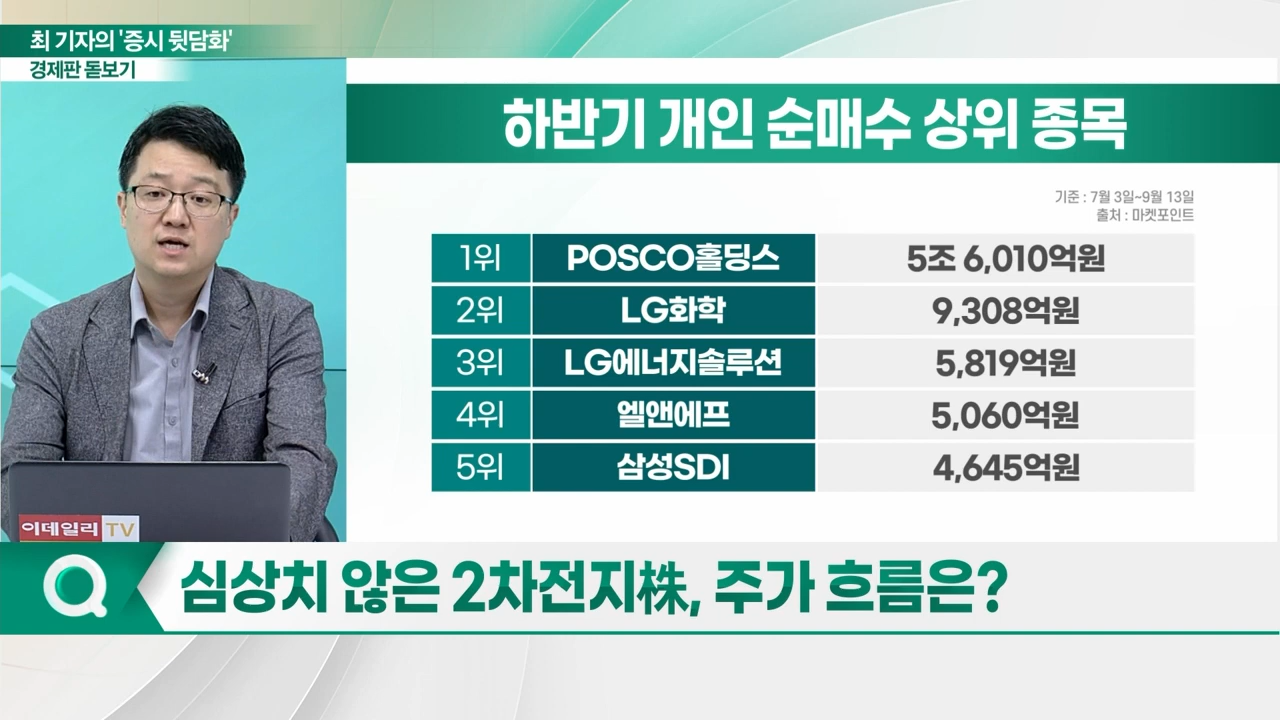 최 기자의 '증시 뒷담화'
경제판 돋보기
하반기 개인 순매수 상위 종목
기준 : 7월 3일~9월 13일
출처 : 마켓포인트
1위 POSCO홀딩스 5조 6,010억원
2위 LG화학 9,308억원
3위 LG에너지솔루션 5,819억원
4위 엘앤에프 5,060억원
5위 삼성SDI 4,645억원
이데일리 TV
Q 심상치 않은 2차전지株, 주가 흐름은?